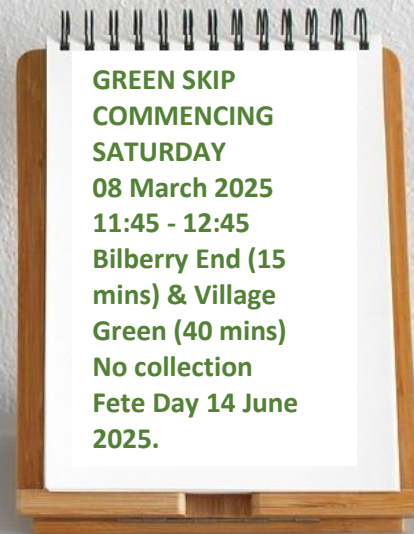 GREEN SKIP
COMMENCING
SATURDAY
08 March 2025
11:45 - 12:45
Bilberry End (15
mins) & Village
Green (40 mins)
No collection
Fete Day 14 June
2025.